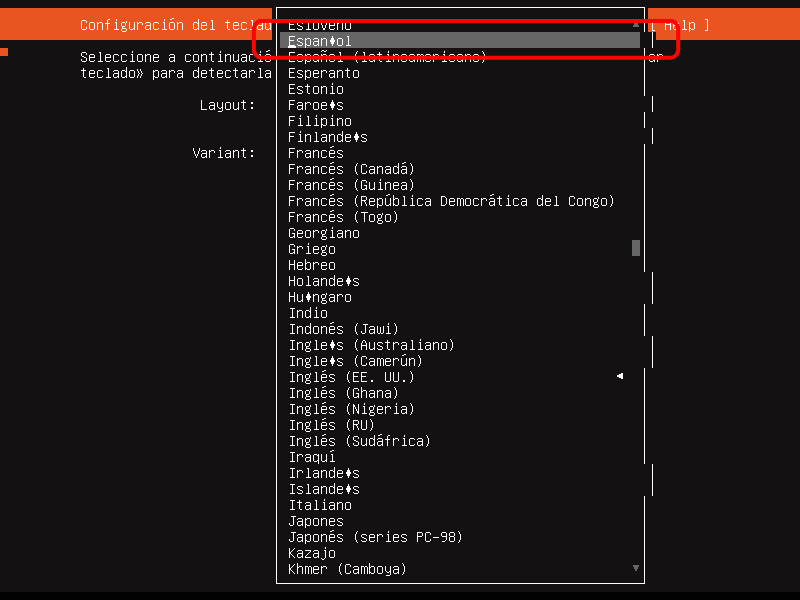 Configuración del teclau
[ Help ]
Seleccione a continuació
teclado» para detectarla
Layout:
Variant:
Esloveno
Espan♦ol
Español (latinoamericano)
Esperanto
Estonio
Faroe♦s
Filipino
Finlande♦s
Francés
Francés (Canadá)
Francés (Guinea)
Francés (República Democrática del Congo)
Francés (Togo)
Georgiano
Griego
Hebreo
Holande♦s
Hu♦ngaro
Indio
Indonés (Jawi)
Ingle♦s (Australiano)
Ingle♦s (Camerún)
Inglés (EE. UU.) ◄
Inglés (Ghana)
Inglés (Nigeria)
Inglés (RU)
Inglés (Sudáfrica)
Iraquí
Irlande♦s
Islande♦s
Italiano
Japones
Japonés (series PC-98)
Kazajo
Khmer (Camboya)